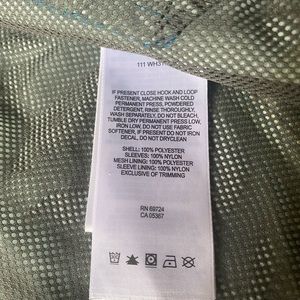 111 WH3
IF PRESENT CLOSE HOOK AND LOOP
FASTENER, MACHINE WASH COLD
PERMANENT PRESS, POWDERED
DETERGENT, RINSE THOROUGHLY,
WASH SEPARATELY, DO NOT BLEACH,
TUMBLE DRY PERMANENT PRESS LOW,
IRON LOW, DO NOT USE FABRIC
SOFTENER, IF PRESENT DO NOT IRON
DECAL, DO NOT DRYCLEAN
SHELL: 100% POLYESTER
SLEEVES: 100% NYLON
MESH LINING: 100% POLYESTER
SLEEVE LINING: 100% NYLON
EXCLUSIVE OF TRIMMING
RN 69724
CA 05367